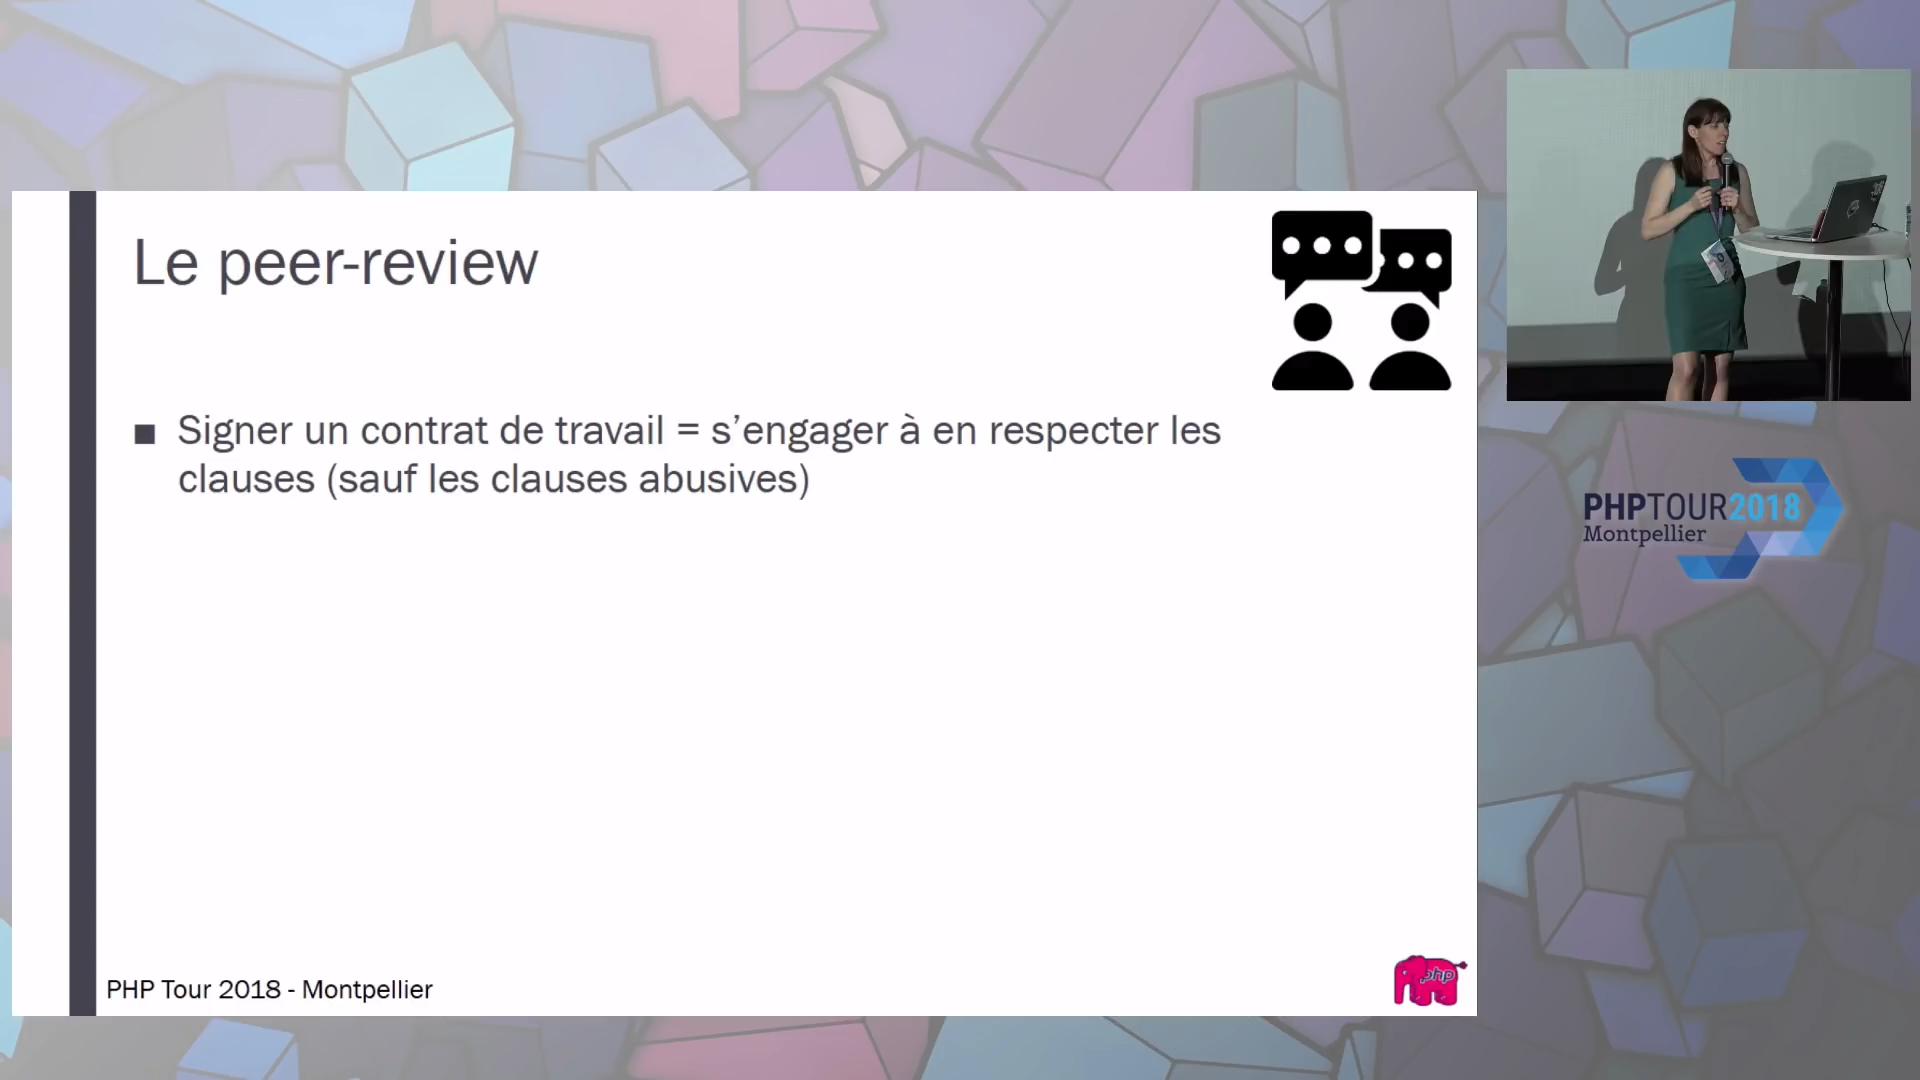 Le peer-review
■ Signer un contrat de travail = s’engager à en respecter les
clauses (sauf les clauses abusives)
PHP Tour 2018 - Montpellier
php
PHPTOUR2018
Montpellier